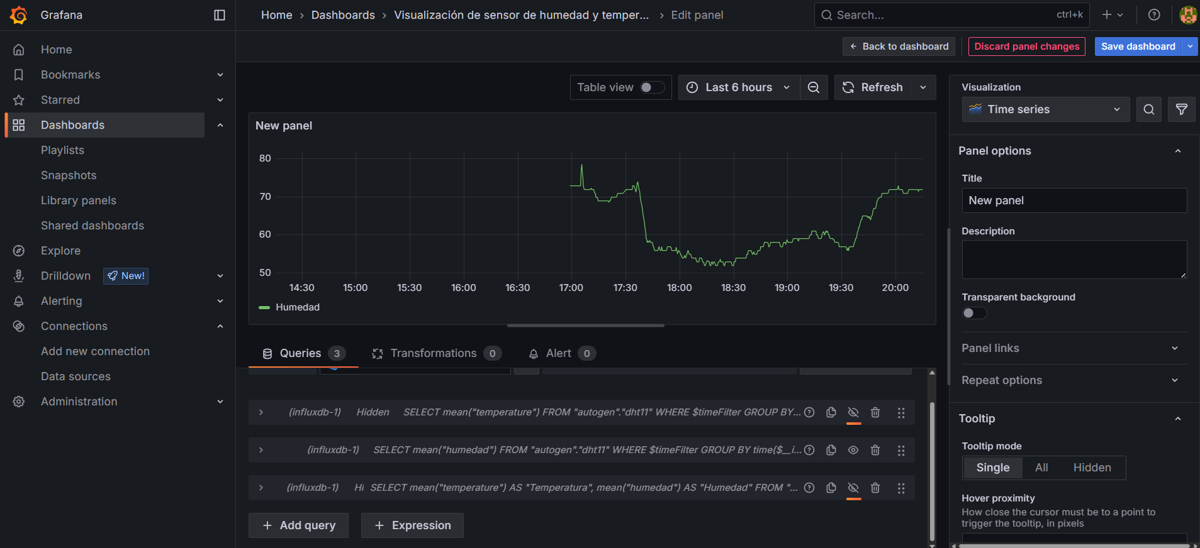 Grafana
Home › Dashboards › Visualización de sensor de humedad y temper... › Edit panel
Search...
ctrl+k
Home
Bookmarks
Starred
Dashboards
Playlists
Snapshots
Library panels
Shared dashboards
Explore
Drilldown New!
Alerting
Connections
Add new connection
Data sources
Administration
Back to dashboard
Discard panel changes
Save dashboard
Table view
Last 6 hours
Refresh
New panel
80
70
60
50
14:30 15:00 15:30 16:00 16:30 17:00 17:30 18:00 18:30 19:00 19:30 20:00
Humedad
Queries 3
Transformations 0
Alert 0
(influxdb-1) Hidden SELECT mean("temperature") FROM "autogen"."dht11" WHERE $timeFilter GROUP BY...
(influxdb-1) SELECT mean("humedad") FROM "autogen"."dht11" WHERE $timeFilter GROUP BY time($__i...
(influxdb-1) Hi SELECT mean("temperature") AS "Temperatura", mean("humedad") AS "Humedad" FROM "...
+ Add query
+ Expression
Visualization
Time series
Panel options
Title
New panel
Description
Transparent background
Panel links
Repeat options
Tooltip
Tooltip mode
Single All Hidden
Hover proximity
How close the cursor must be to a point to
trigger the tooltip, in pixels